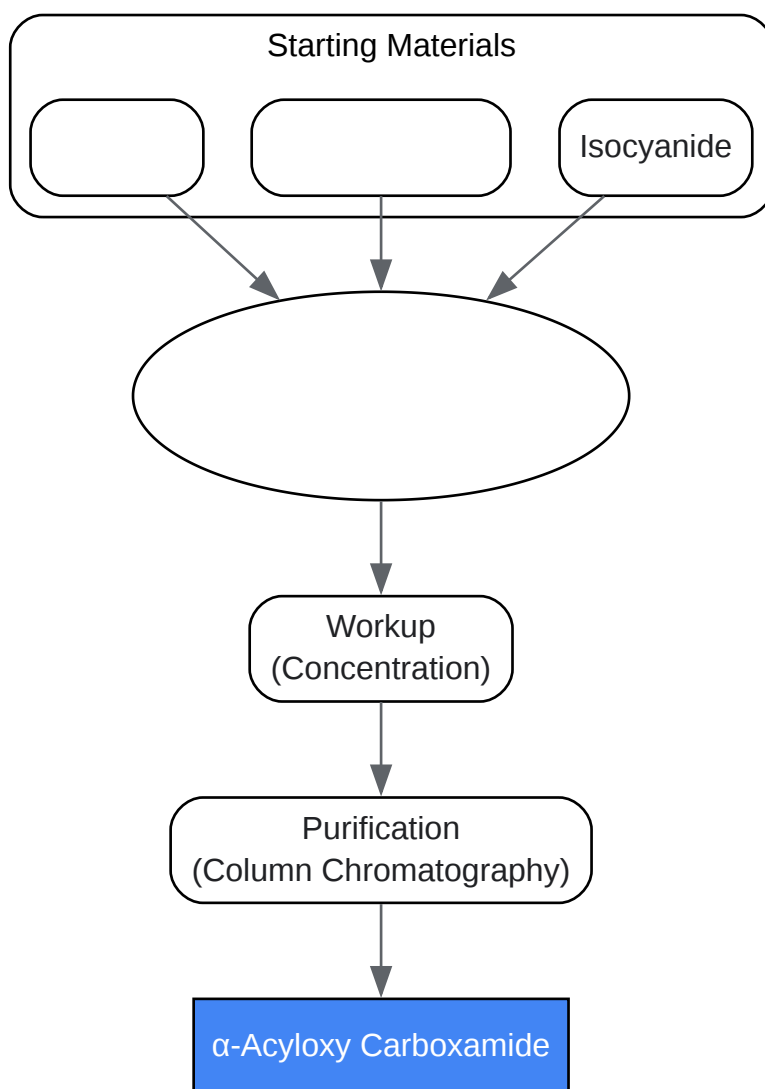 Starting Materials
Isocyanide
Workup
(Concentration)
Purification
(Column Chromatography)
α-Acyloxy Carboxamide